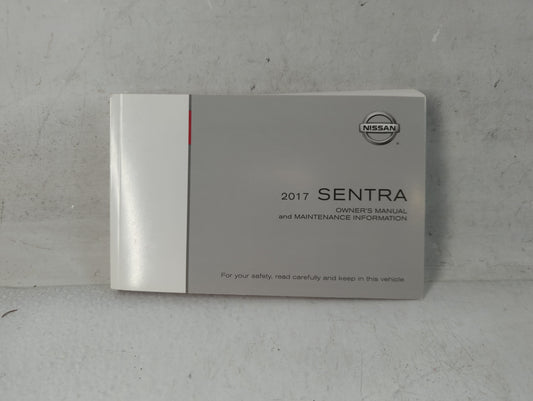 NISSAN
2017 SENTRA
OWNER'S MANUAL
and MAINTENANCE INFORMATION
For your safety, read carefully and keep in this vehicle